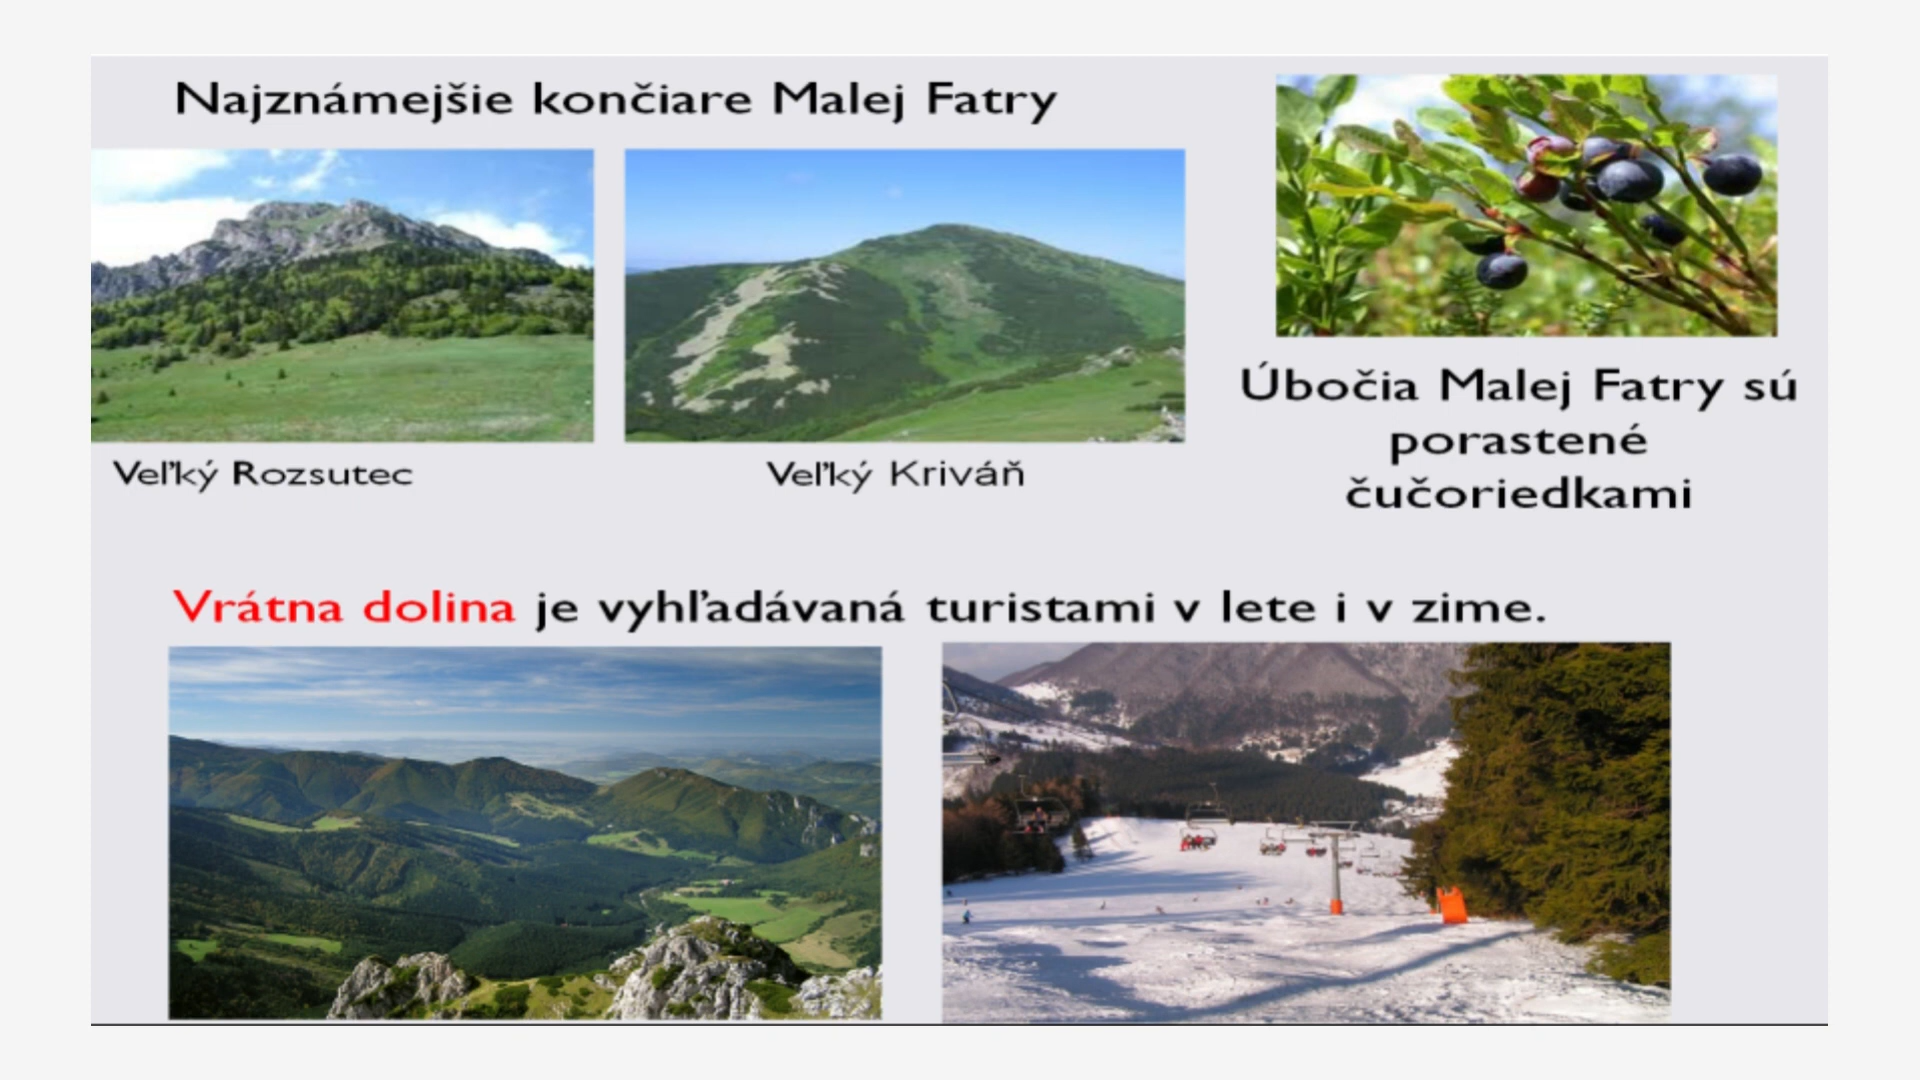 Najznámejšie končiare Malej Fatry
Veľký Rozsutec
Veľký Kriváň
Úbočia Malej Fatry sú
porastené
čučoriedkami
Vrátna dolina je vyhľadávaná turistami v lete i v zime.